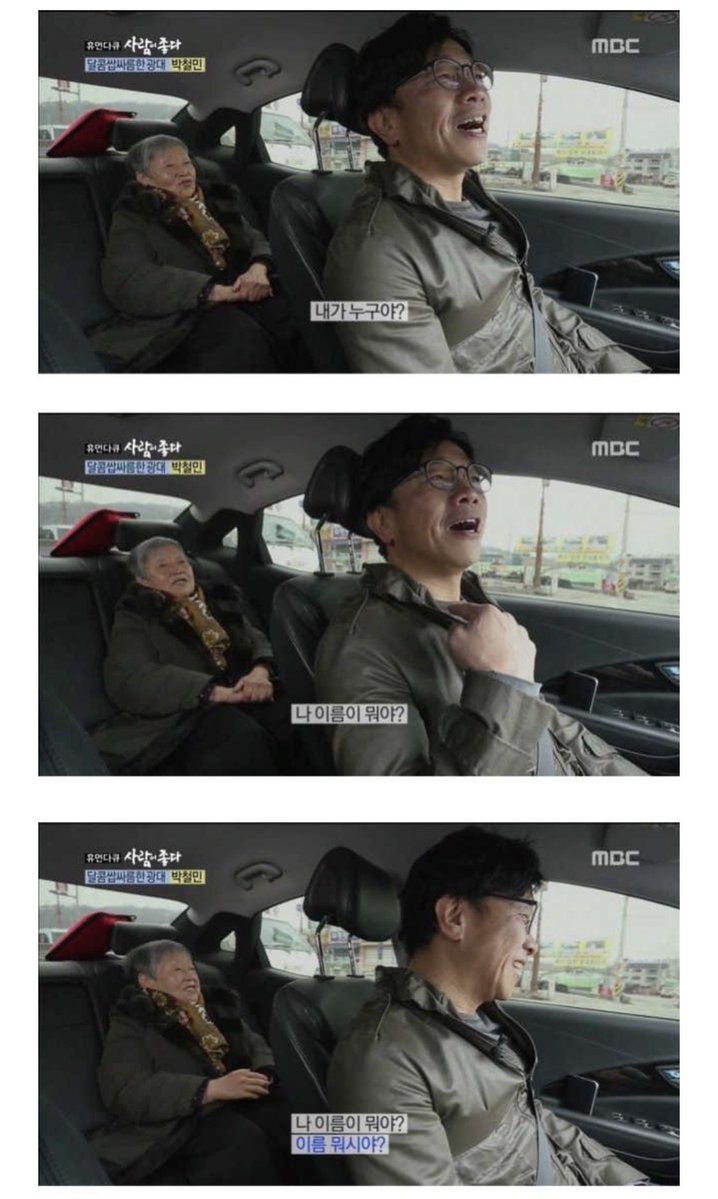 휴먼다큐 사람이 좋다
MBC
달콤쌉싸름한 광대 박철민
내가 누구야?
휴먼다큐 사람이 좋다
MBC
달콤쌉싸름한 광대 박철민
나 이름이 뭐야?
휴먼다큐 사람이 좋다
MBC
달콤쌉싸름한 광대 박철민
나 이름이 뭐야?
이름 뭐시야?